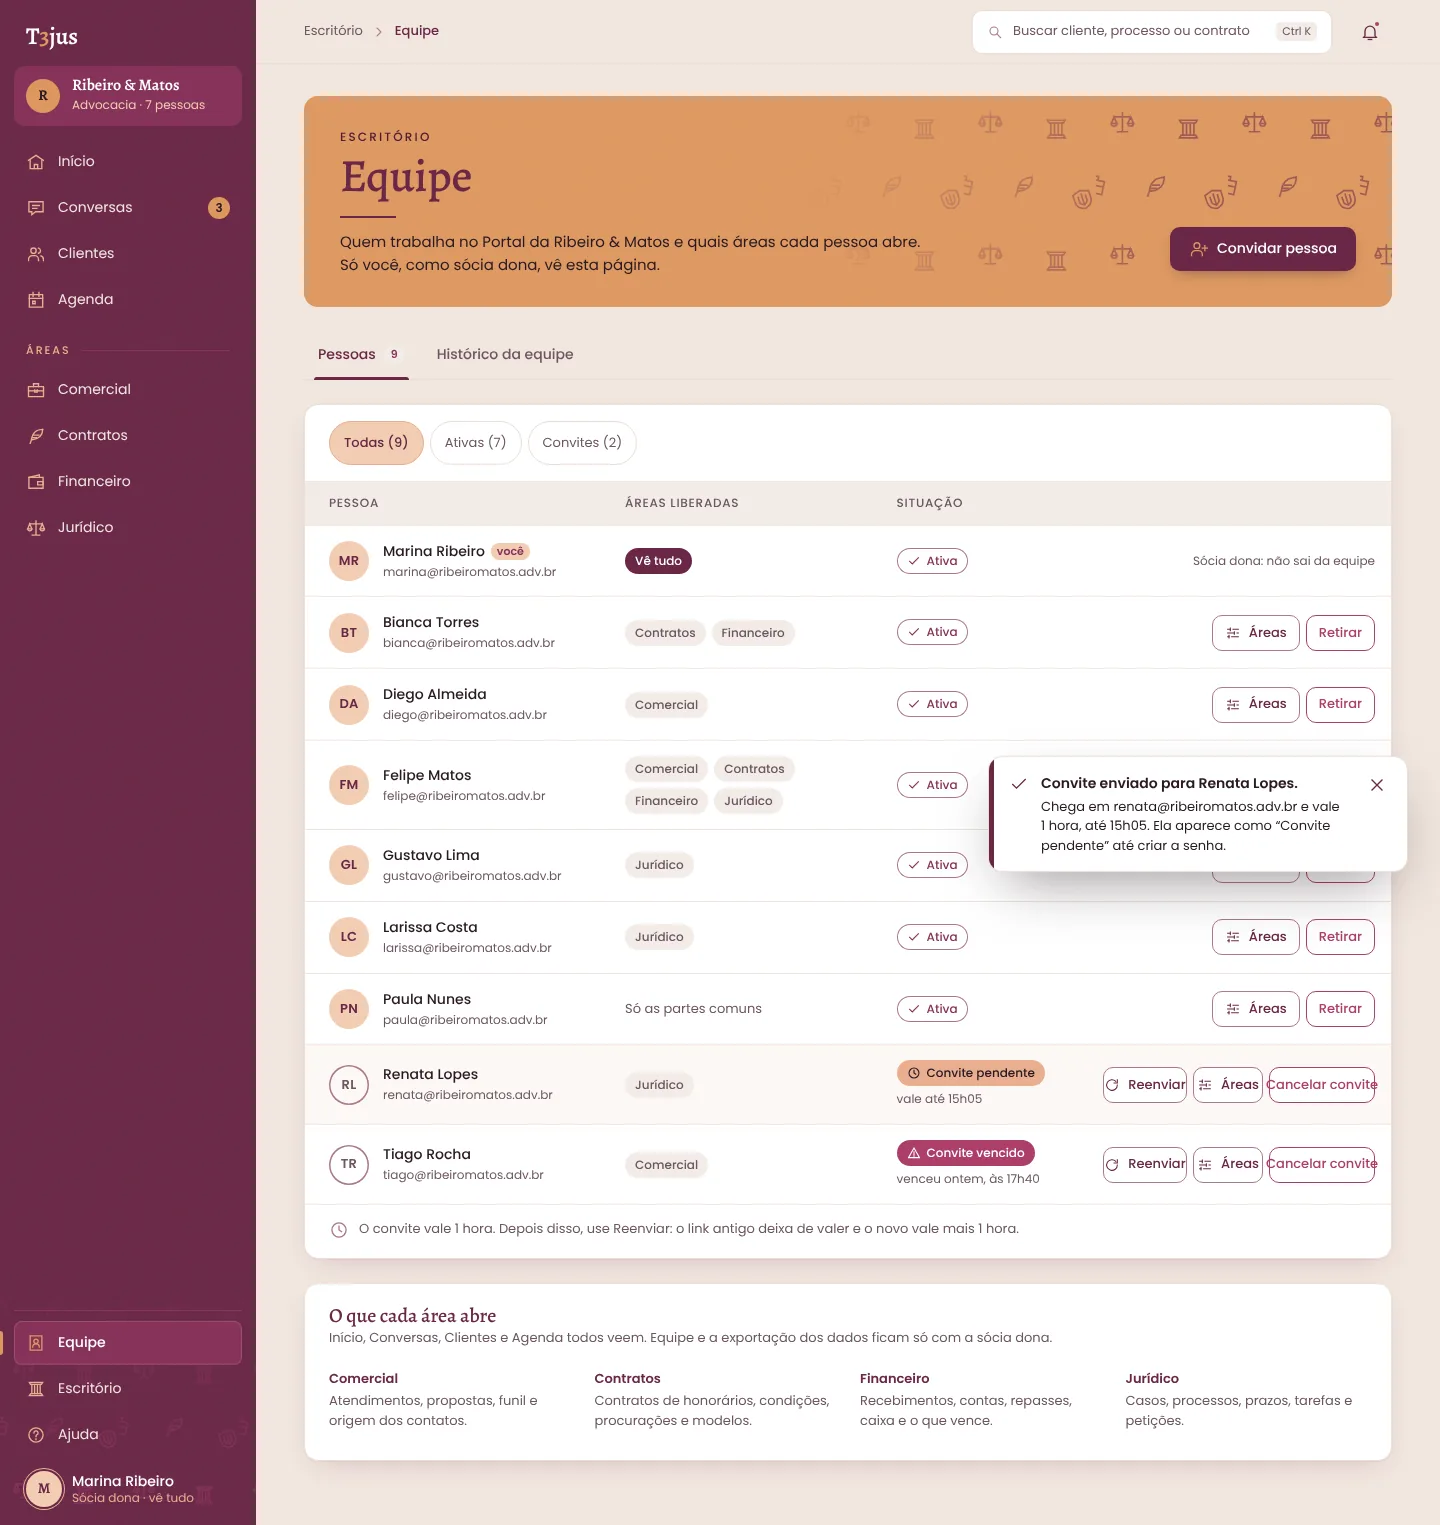 T3jus
R
Ribeiro & Matos
Advocacia · 7 pessoas
Início
Conversas
3
Clientes
Agenda
ÁREAS
Comercial
Contratos
Financeiro
Jurídico
Equipe
Escritório
Ajuda
M
Marina Ribeiro
Sócia dona · vê tudo
Escritório
Equipe
Buscar cliente, processo ou contrato
Ctrl K
ESCRITÓRIO
Equipe
Quem trabalha no Portal da Ribeiro & Matos e quais áreas cada pessoa abre.
Só você, como sócia dona, vê esta página.
Convidar pessoa
Pessoas 9
Histórico da equipe
Todas (9)
Ativas (7)
Convites (2)
PESSOA
ÁREAS LIBERADAS
SITUAÇÃO
MR
Marina Ribeiro você
marina@ribeiromatos.adv.br
Vê tudo
Ativa
Sócia dona: não sai da equipe
BT
Bianca Torres
bianca@ribeiromatos.adv.br
Contratos
Financeiro
Ativa
Áreas
Retirar
DA
Diego Almeida
diego@ribeiromatos.adv.br
Comercial
Ativa
Áreas
Retirar
FM
Felipe Matos
felipe@ribeiromatos.adv.br
Comercial
Contratos
Financeiro
Jurídico
Ativa
Convite enviado para Renata Lopes.
Chega em renata@ribeiromatos.adv.br e vale
1 hora, até 15h05. Ela aparece como “Convite
pendente” até criar a senha.
GL
Gustavo Lima
gustavo@ribeiromatos.adv.br
Jurídico
Ativa
LC
Larissa Costa
larissa@ribeiromatos.adv.br
Jurídico
Ativa
Áreas
Retirar
PN
Paula Nunes
paula@ribeiromatos.adv.br
Só as partes comuns
Ativa
Áreas
Retirar
RL
Renata Lopes
renata@ribeiromatos.adv.br
Jurídico
Convite pendente
vale até 15h05
Reenviar
Áreas
Cancelar convite
TR
Tiago Rocha
tiago@ribeiromatos.adv.br
Comercial
Convite vencido
venceu ontem, às 17h40
Reenviar
Áreas
Cancelar convite
O convite vale 1 hora. Depois disso, use Reenviar: o link antigo deixa de valer e o novo vale mais 1 hora.
O que cada área abre
Início, Conversas, Clientes e Agenda todos veem. Equipe e a exportação dos dados ficam só com a sócia dona.
Comercial
Atendimentos, propostas, funil e
origem dos contatos.
Contratos
Contratos de honorários, condições,
procurações e modelos.
Financeiro
Recebimentos, contas, repasses,
caixa e o que vence.
Jurídico
Casos, processos, prazos, tarefas e
petições.